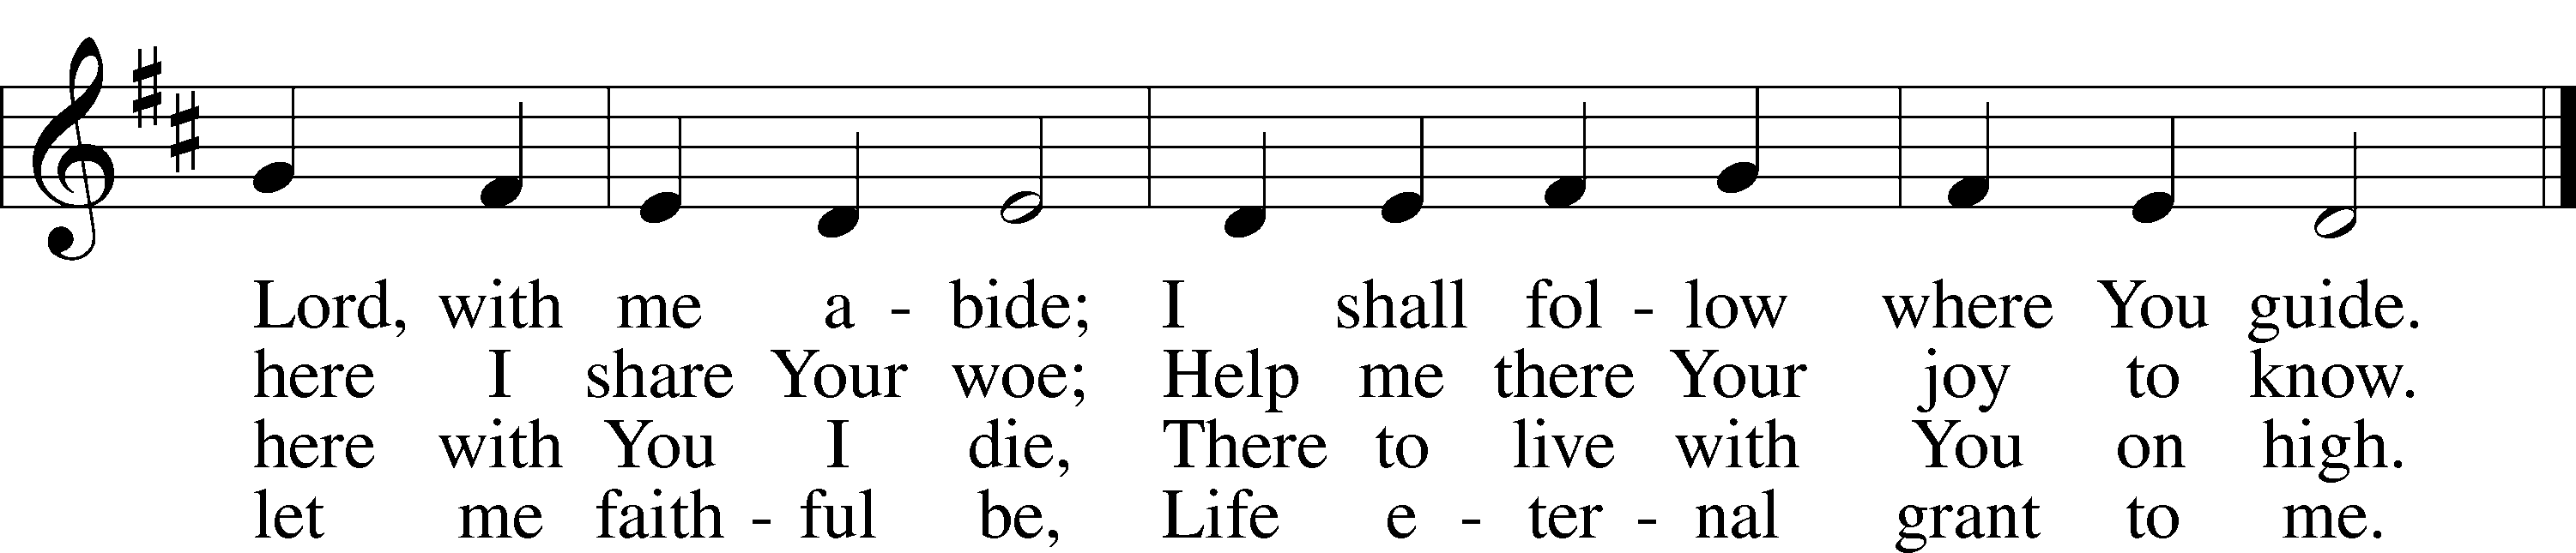 Lord, with me a - bide; I shall fol - low where You guide.
here I share Your woe; Help me there Your joy to know.
here with You I die, There to live with You on high.
let me faith - ful be, Life e - ter - nal grant to me.